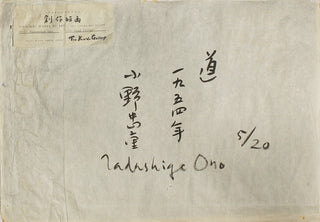 創作版画
道
一九五四年
小野忠重
5/20
Tadashige Ono